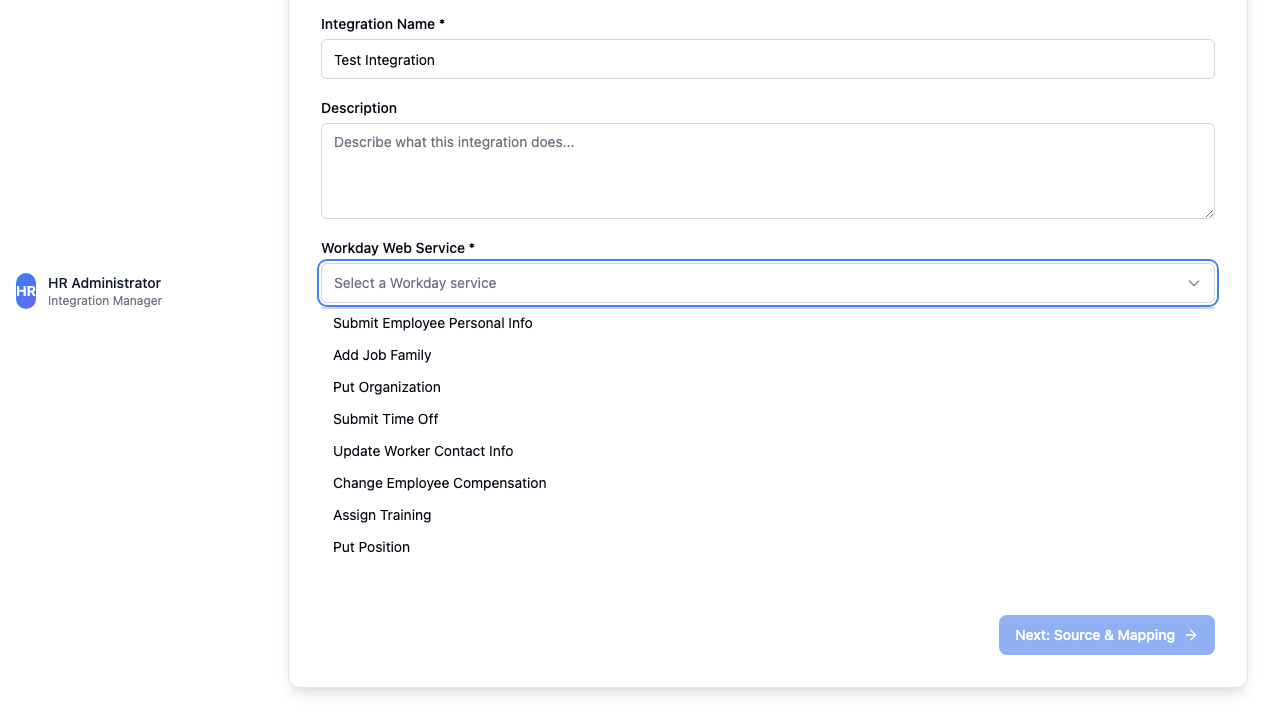 Integration Name *
Test Integration
Description
Describe what this integration does...
Workday Web Service *
Select a Workday service
HR
HR Administrator
Integration Manager
Submit Employee Personal Info
Add Job Family
Put Organization
Submit Time Off
Update Worker Contact Info
Change Employee Compensation
Assign Training
Put Position
Next: Source & Mapping